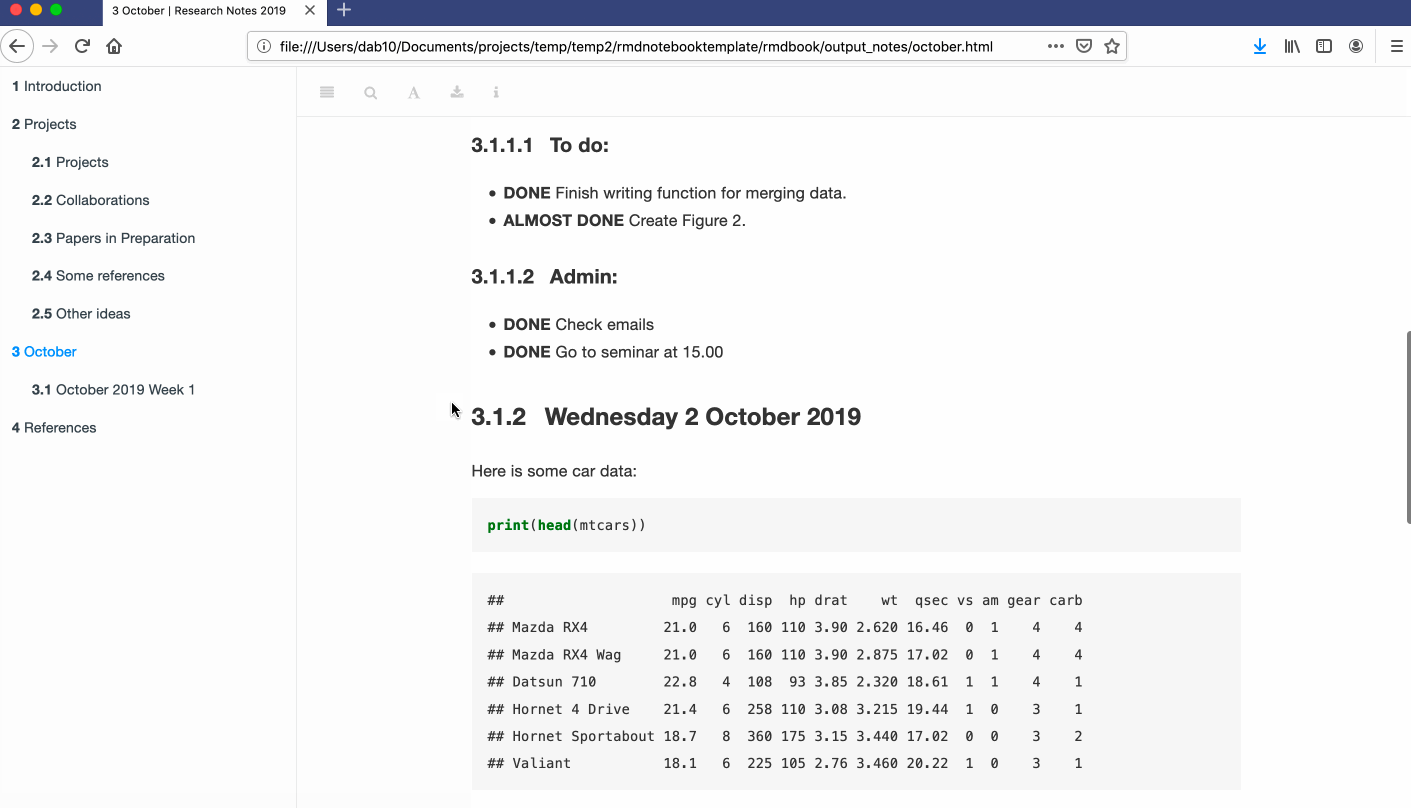 3 October | Research Notes 2019
file:///Users/dab10/Documents/projects/temp/temp2/rmdnotebooktemplate/rmdbook/output_notes/october.html
1 Introduction
2 Projects
2.1 Projects
2.2 Collaborations
2.3 Papers in Preparation
2.4 Some references
2.5 Other ideas
3 October
3.1 October 2019 Week 1
4 References
A
i
3.1.1.1 To do:
• DONE Finish writing function for merging data.
• ALMOST DONE Create Figure 2.
3.1.1.2 Admin:
• DONE Check emails
• DONE Go to seminar at 15.00
3.1.2 Wednesday 2 October 2019
Here is some car data:
print(head(mtcars))
##                    mpg cyl disp  hp drat    wt  qsec vs am gear carb
## Mazda RX4         21.0   6  160 110 3.90 2.620 16.46  0  1    4    4
## Mazda RX4 Wag     21.0   6  160 110 3.90 2.875 17.02  0  1    4    4
## Datsun 710        22.8   4  108  93 3.85 2.320 18.61  1  1    4    1
## Hornet 4 Drive    21.4   6  258 110 3.08 3.215 19.44  1  0    3    1
## Hornet Sportabout 18.7   8  360 175 3.15 3.440 17.02  0  0    3    2
## Valiant           18.1   6  225 105 2.76 3.460 20.22  1  0    3    1